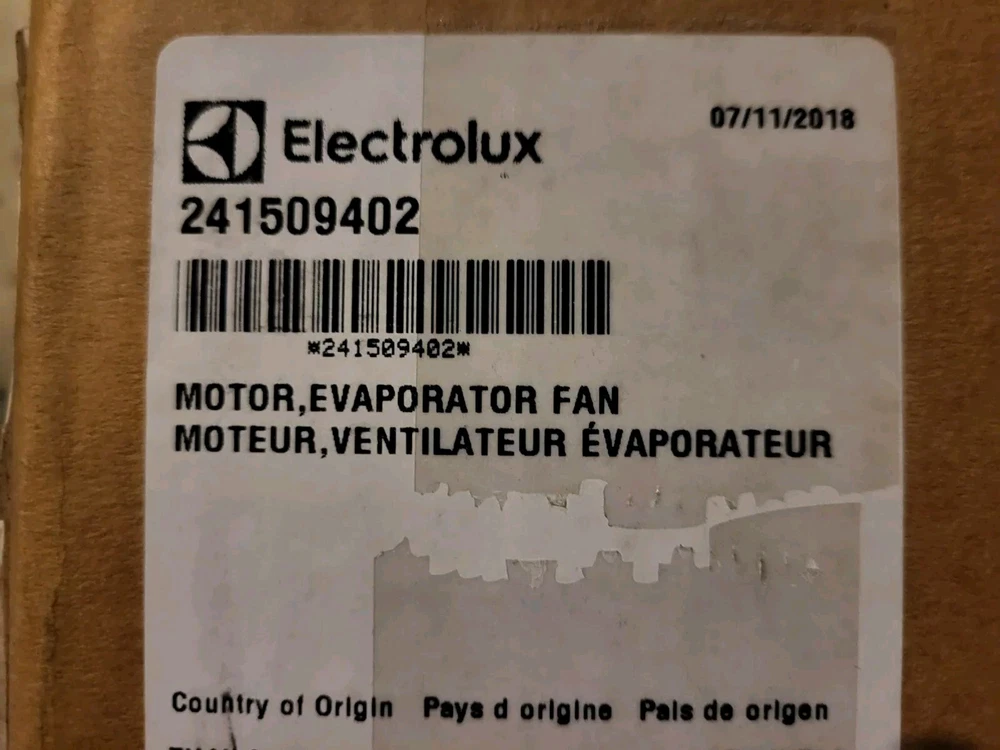 Electrolux
07/11/2018
241509402
*241509402*
MOTOR,EVAPORATOR FAN
MOTEUR,VENTILATEUR ÉVAPORATEUR
Country of Origin Pays d origine Pais de origen